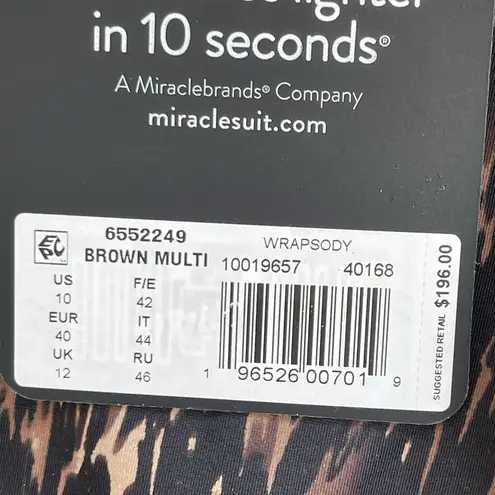 lighter
in 10 seconds®
A Miraclebrands® Company
miraclesuit.com
6552249
BROWN MULTI
WRAPSODY
10019657 40168
US F/E
10 42
EUR IT
40 44
UK RU
12 46
1 96526 00701 9
SUGGESTED RETAIL $196.00